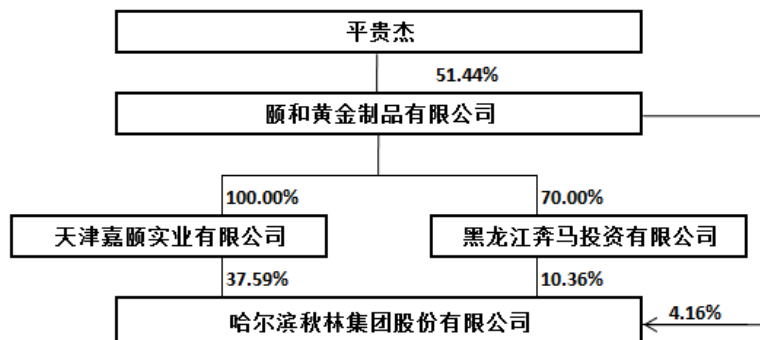 平贵杰
51.44%
颐和黄金制品有限公司
100.00%
70.00%
天津嘉颐实业有限公司
黑龙江奔马投资有限公司
37.59%
10.36%
哈尔滨秋林集团股份有限公司
4.16%